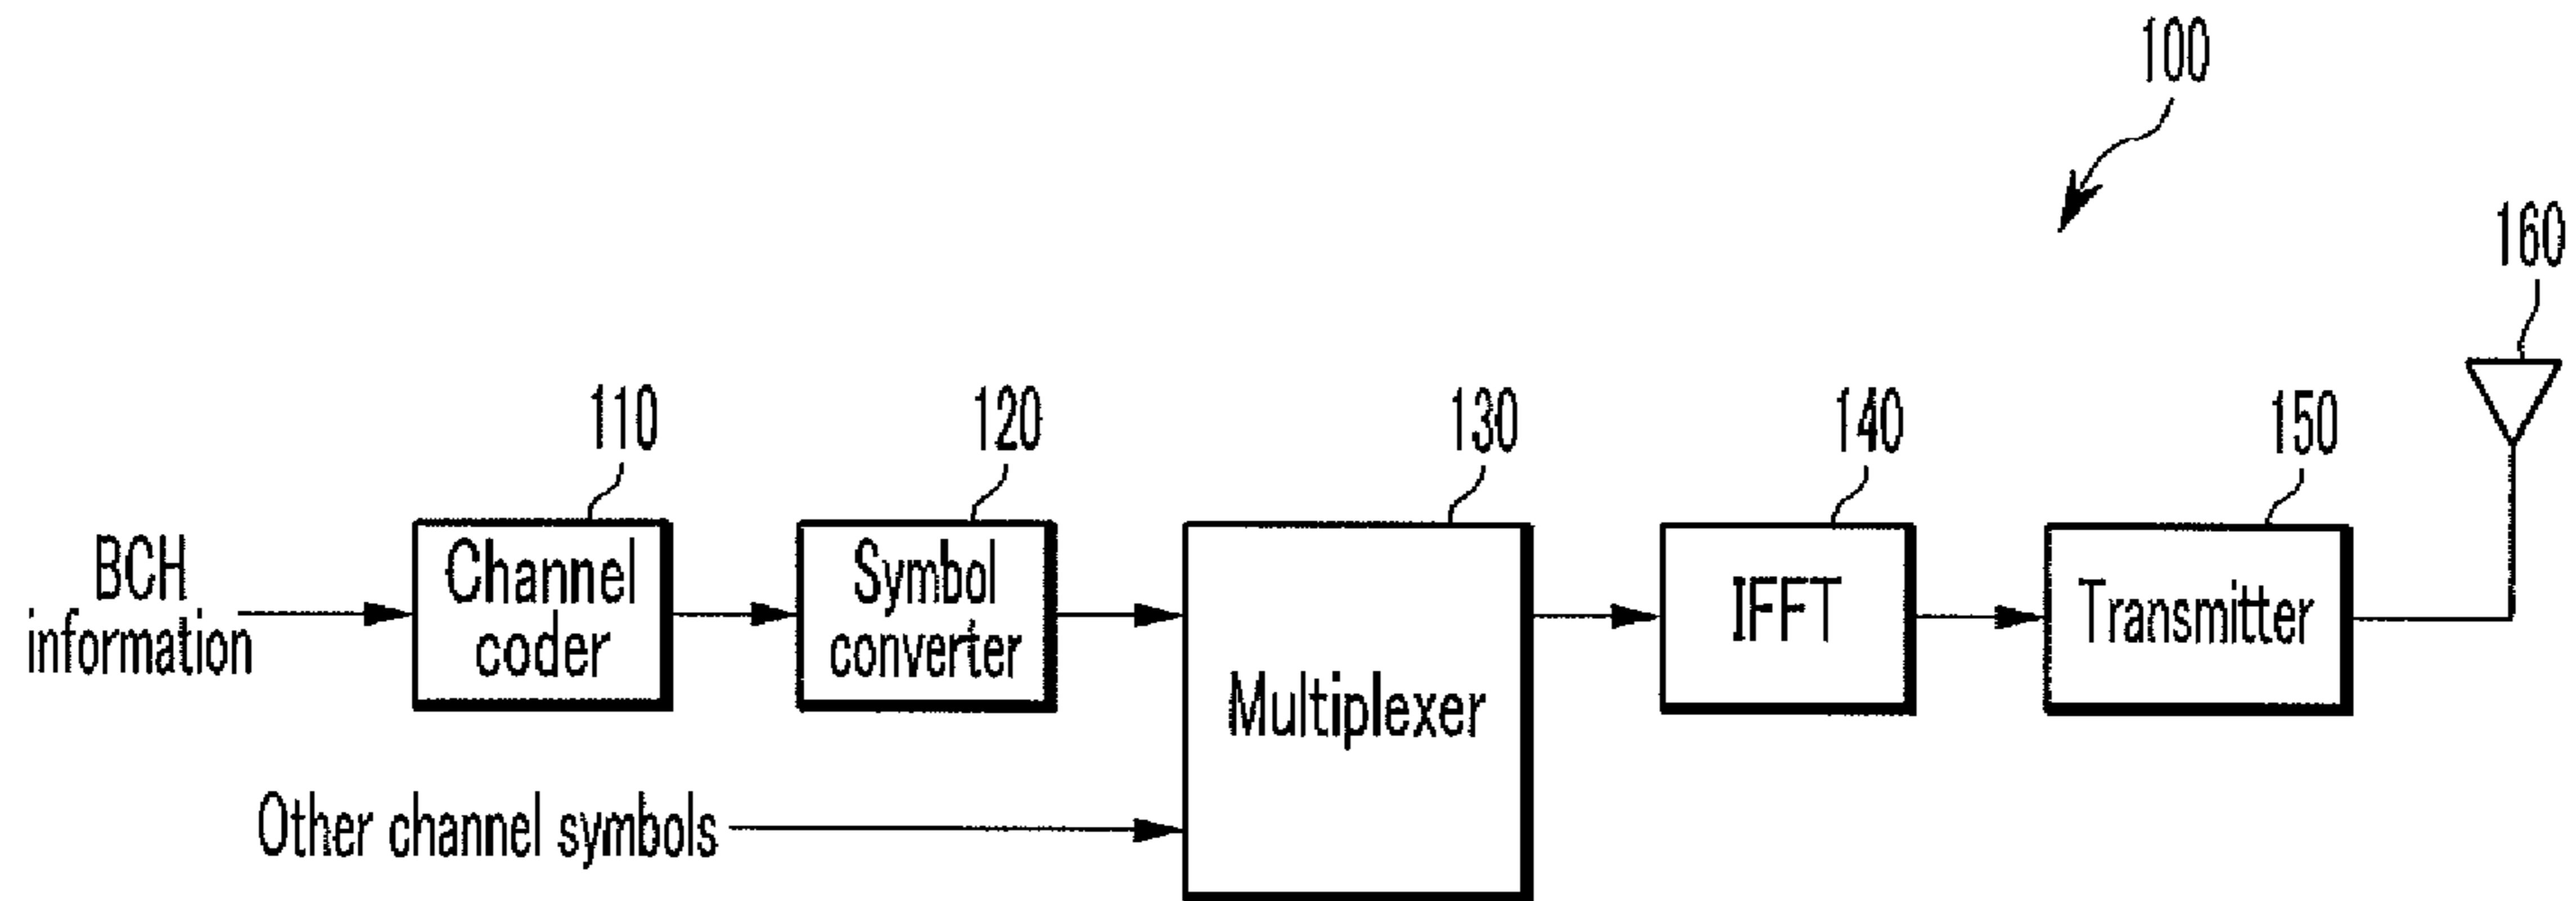 100
160
110
120
130
140
150
BCH
information
Channel
coder
Symbol
converter
Multiplexer
IFFT
Transmitter
Other channel symbols